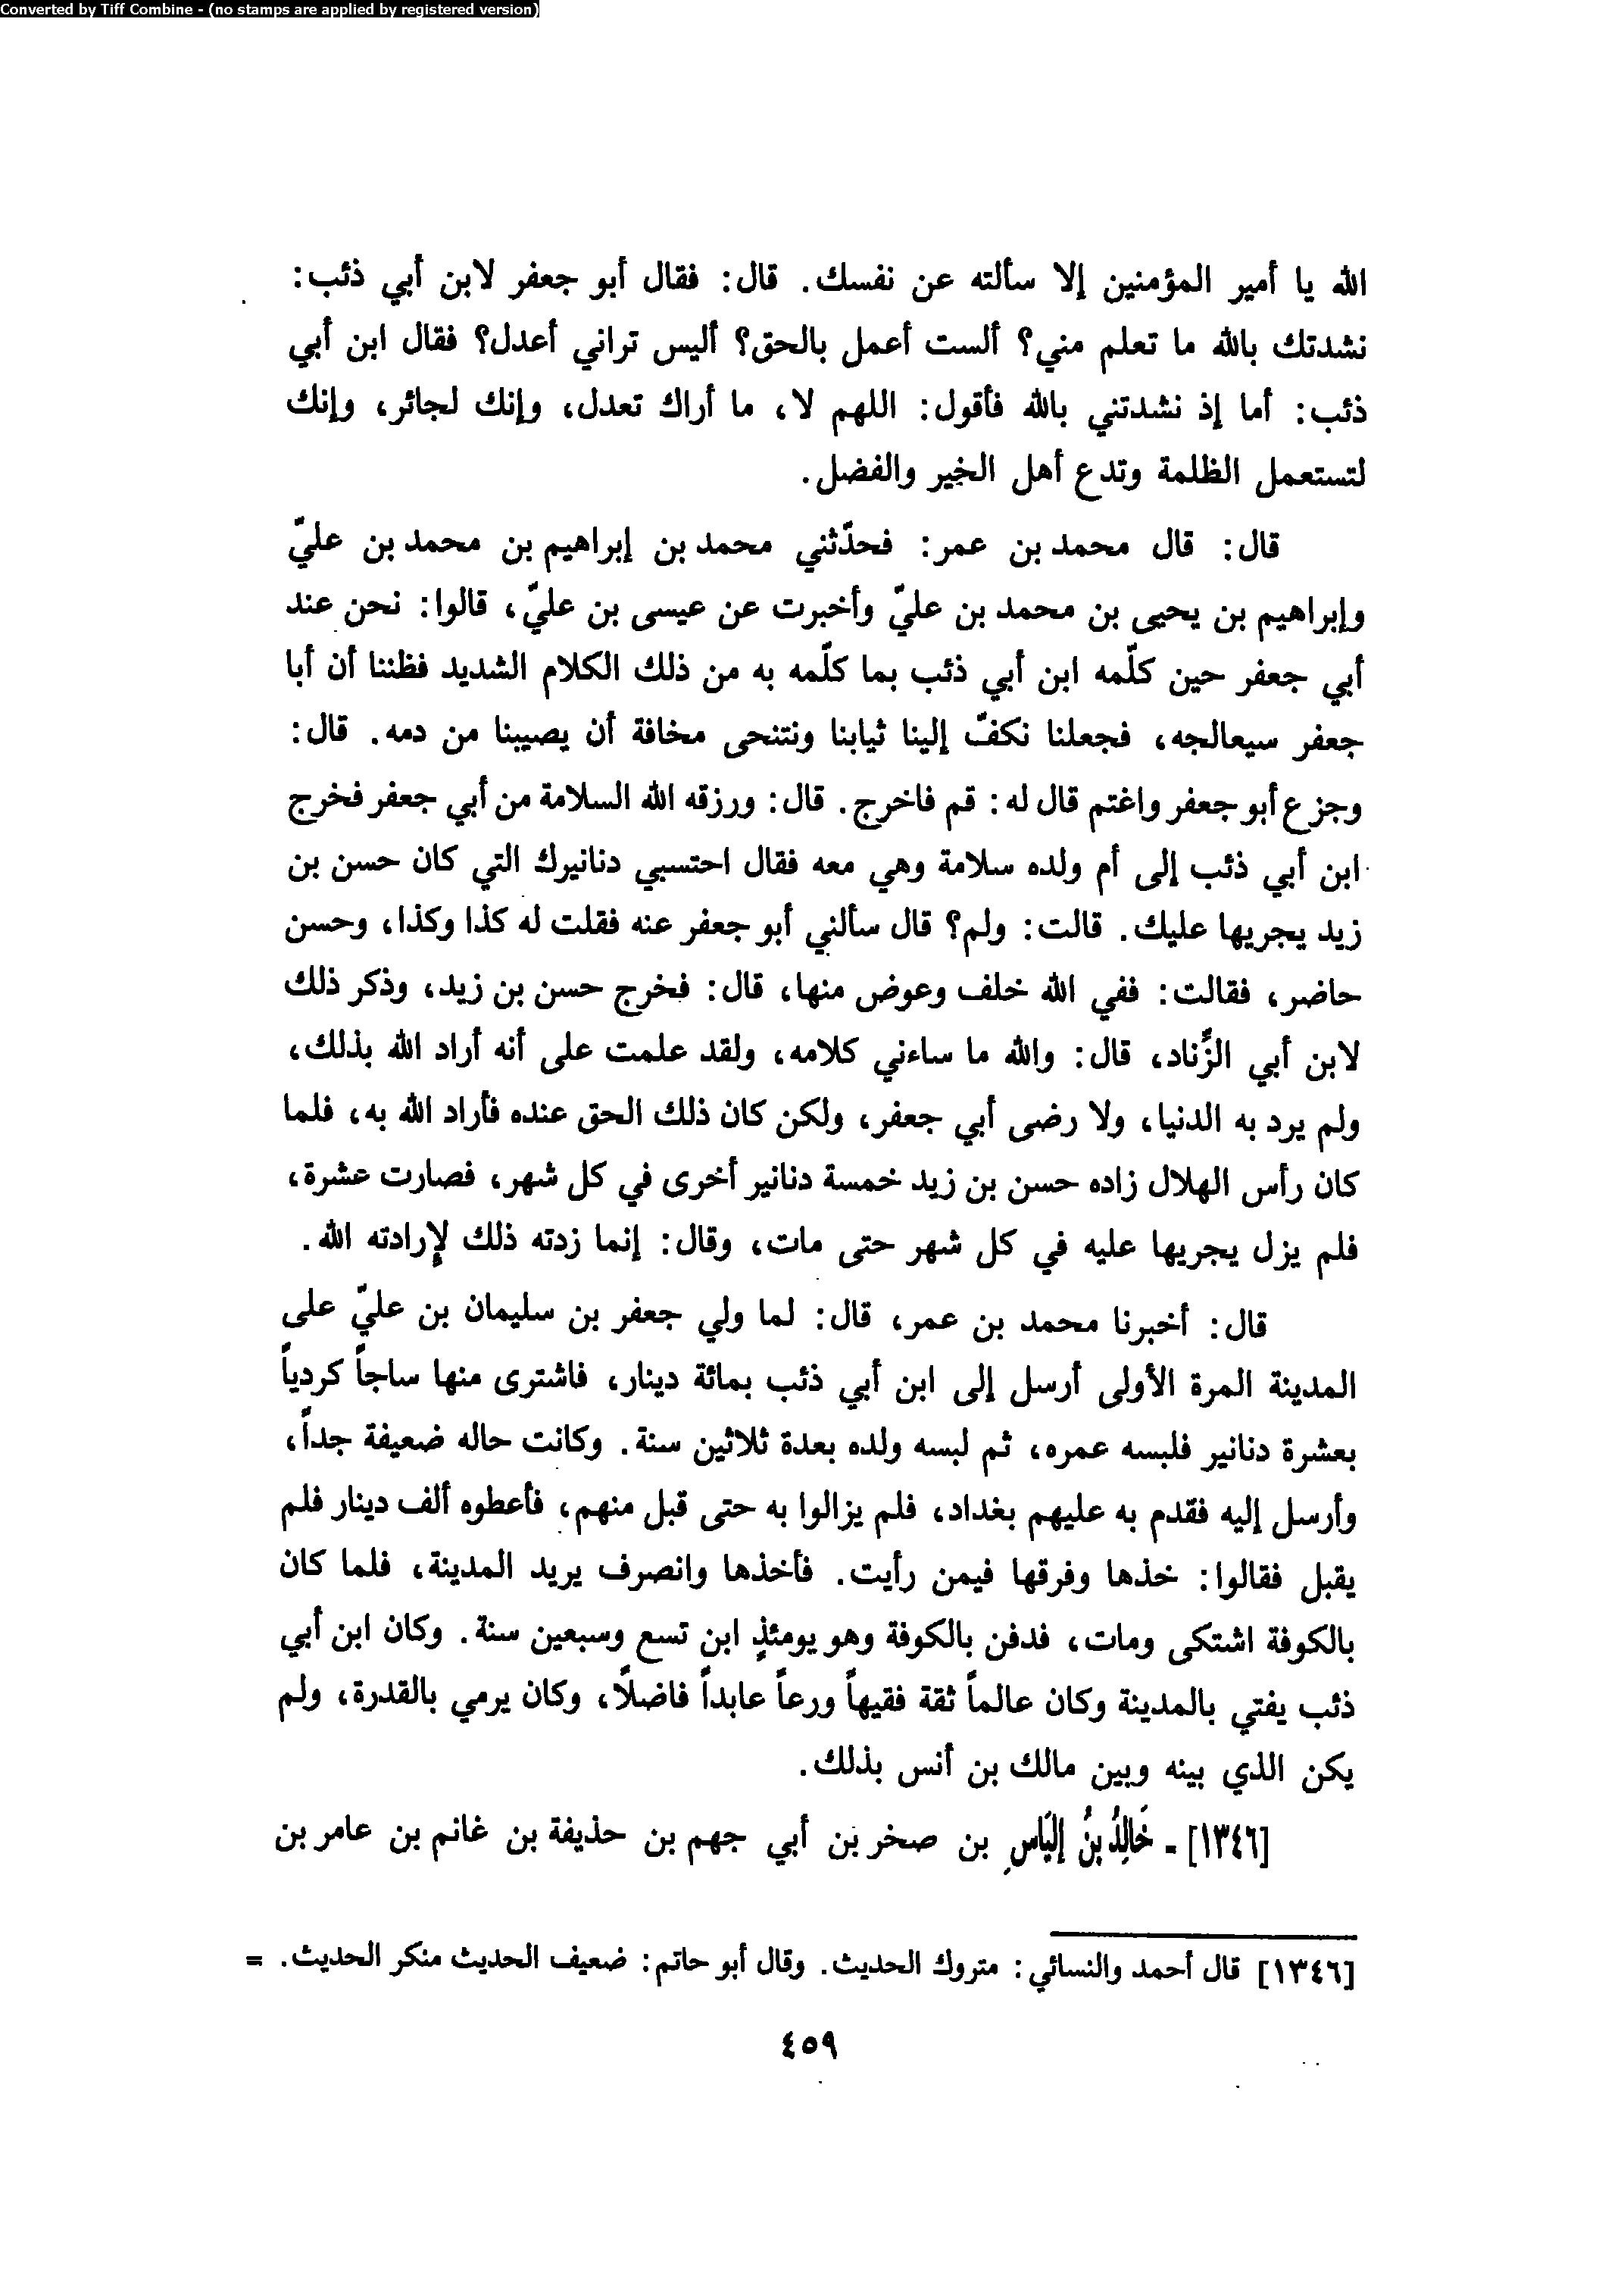 Converted by Tiff Combine - (no stamps are applied by registered version)
الله يا أمير المؤمنين إلا سألته عن نفسك. قال: فقال أبو جعفر لابن أبي ذئب:
نشدتك بالله ما تعلم مني؟ ألست أعمل بالحق؟ أليس تراني أعدل؟ فقال ابن أبي
ذئب: أما إذ نشدتني بالله فأقول: اللهم لا، ما أراك تعدل، وإنك لجائر، وإنك
لتستعمل الظلمة وتدع أهل الخير والفضل.
قال: قال محمد بن عمر: فحدّثني محمد بن إبراهيم بن محمد بن عليّ
وإبراهيم بن يحيى بن محمد بن عليّ وأخبرت عن عيسى بن عليّ، قالوا: نحن عند
أبي جعفر حين كلّمه ابن أبي ذئب بما كلّمه به من ذلك الكلام الشديد فظننا أن أبا
جعفر سيعالجه، فجعلنا نكفّ إلينا ثيابنا ونتنحى مخافة أن يصيبنا من دمه. قال:
وجزع أبو جعفر واغتم قال له: قم فاخرج. قال: ورزقه الله السلامة من أبي جعفر فخرج
ابن أبي ذئب إلى أم ولده سلامة وهي معه فقال احتسبي دنانيرك التي كان حسن بن
زيد يجريها عليك. قالت: ولم؟ قال سألني أبو جعفر عنه فقلت له كذا وكذا، وحسن
حاضر، فقالت: ففي الله خلف وعوض منها، قال: فخرج حسن بن زيد، وذكر ذلك
لابن أبي الزِّناد، قال: والله ما ساءني كلامه، ولقد علمت على أنه أراد الله بذلك،
ولم يرد به الدنيا، ولا رضى أبي جعفر، ولكن كان ذلك الحق عنده فأراد الله به، فلما
كان رأس الهلال زاده حسن بن زيد خمسة دنانير أخرى في كل شهر، فصارت عشرة،
فلم يزل يجريها عليه في كل شهر حتى مات، وقال: إنما زدته ذلك لإرادته الله.
قال: أخبرنا محمد بن عمر، قال: لما ولي جعفر بن سليمان بن عليّ على
المدينة المرة الأولى أرسل إلى ابن أبي ذئب بمائة دينار، فاشترى منها ساجاً كردياً
بعشرة دنانير فلبسه عمره، ثم لبسه ولده بعدة ثلاثين سنة. وكانت حاله ضعيفة جداً،
وأرسل إليه فقدم به عليهم بغداد، فلم يزالوا به حتى قبل منهم، فأعطوه ألف دينار فلم
يقبل فقالوا: خذها وفرقها فيمن رأيت. فأخذها وانصرف يريد المدينة، فلما كان
بالكوفة اشتكى ومات، فدفن بالكوفة وهو يومئذٍ ابن تسع وسبعين سنة. وكان ابن أبي
ذئب يفتي بالمدينة وكان عالماً ثقة فقيهاً ورعاً عابداً فاضلاً، وكان يرمي بالقدرة، ولم
يكن الذي بينه وبين مالك بن أنس بذلك.
[١٣٤٦] - خَالِدُ بنُ إِلْيَاسِ بن صخر بن أبي جهم بن حذيفة بن غانم بن عامر بن
[١٣٤٦] قال أحمد والنسائي: متروك الحديث. وقال أبو حاتم: ضعيف الحديث منكر الحديث. =
٤٥٩